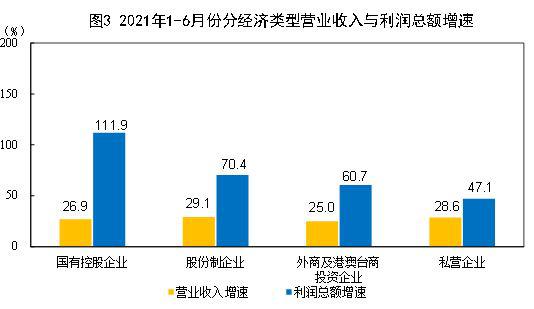 图3 2021年1-6月份分经济类型营业收入与利润总额增速
(%)
200
150
100
50
0
26.9
111.9
29.1
70.4
25.0
60.7
28.6
47.1
国有控股企业
股份制企业
外商及港澳台商
投资企业
私营企业
营业收入增速
利润总额增速